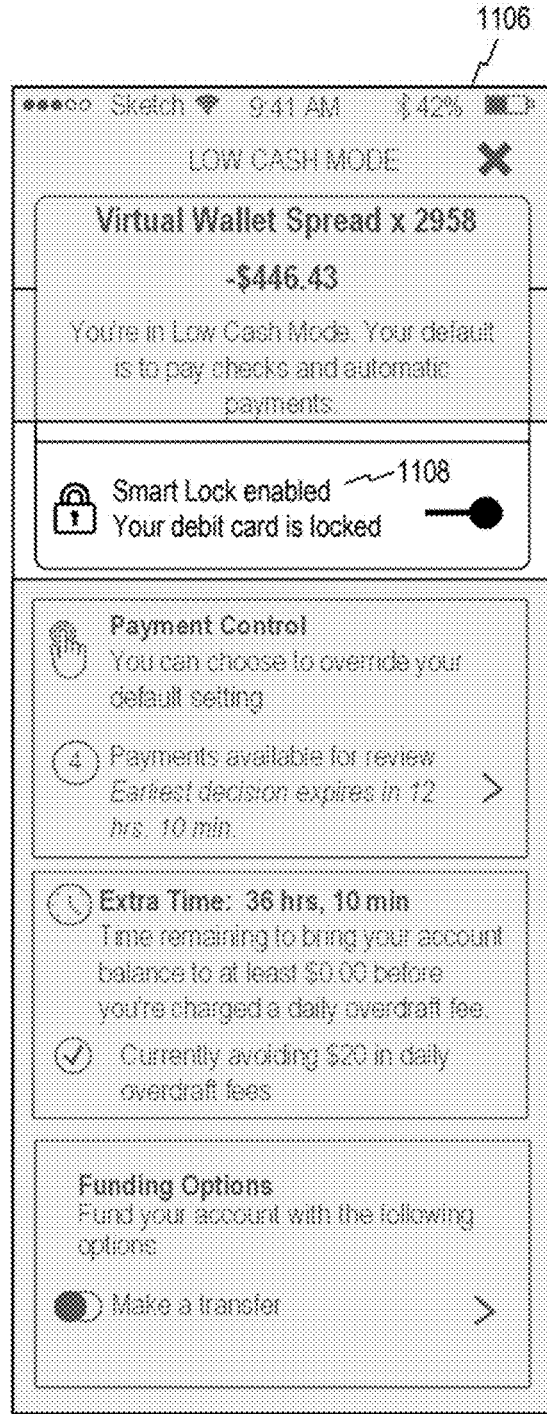 1106
Sketch 9:41 AM 42%
LOW CASH MODE
Virtual Wallet Spread x 2958
-$446.43
You're in Low Cash Mode. Your default
is to pay checks and automatic
payments.
Smart Lock enabled 1108
Your debit card is locked
Payment Control
You can choose to override your
default setting
4 Payments available for review
Earliest decision expires in 12
hrs, 10 min.
Extra Time: 36 hrs, 10 min
Time remaining to bring your account
balance to at least $0.00 before
you're charged a daily overdraft fee.
Currently avoiding $20 in daily
overdraft fees
Funding Options
Fund your account with the following
options
Make a transfer